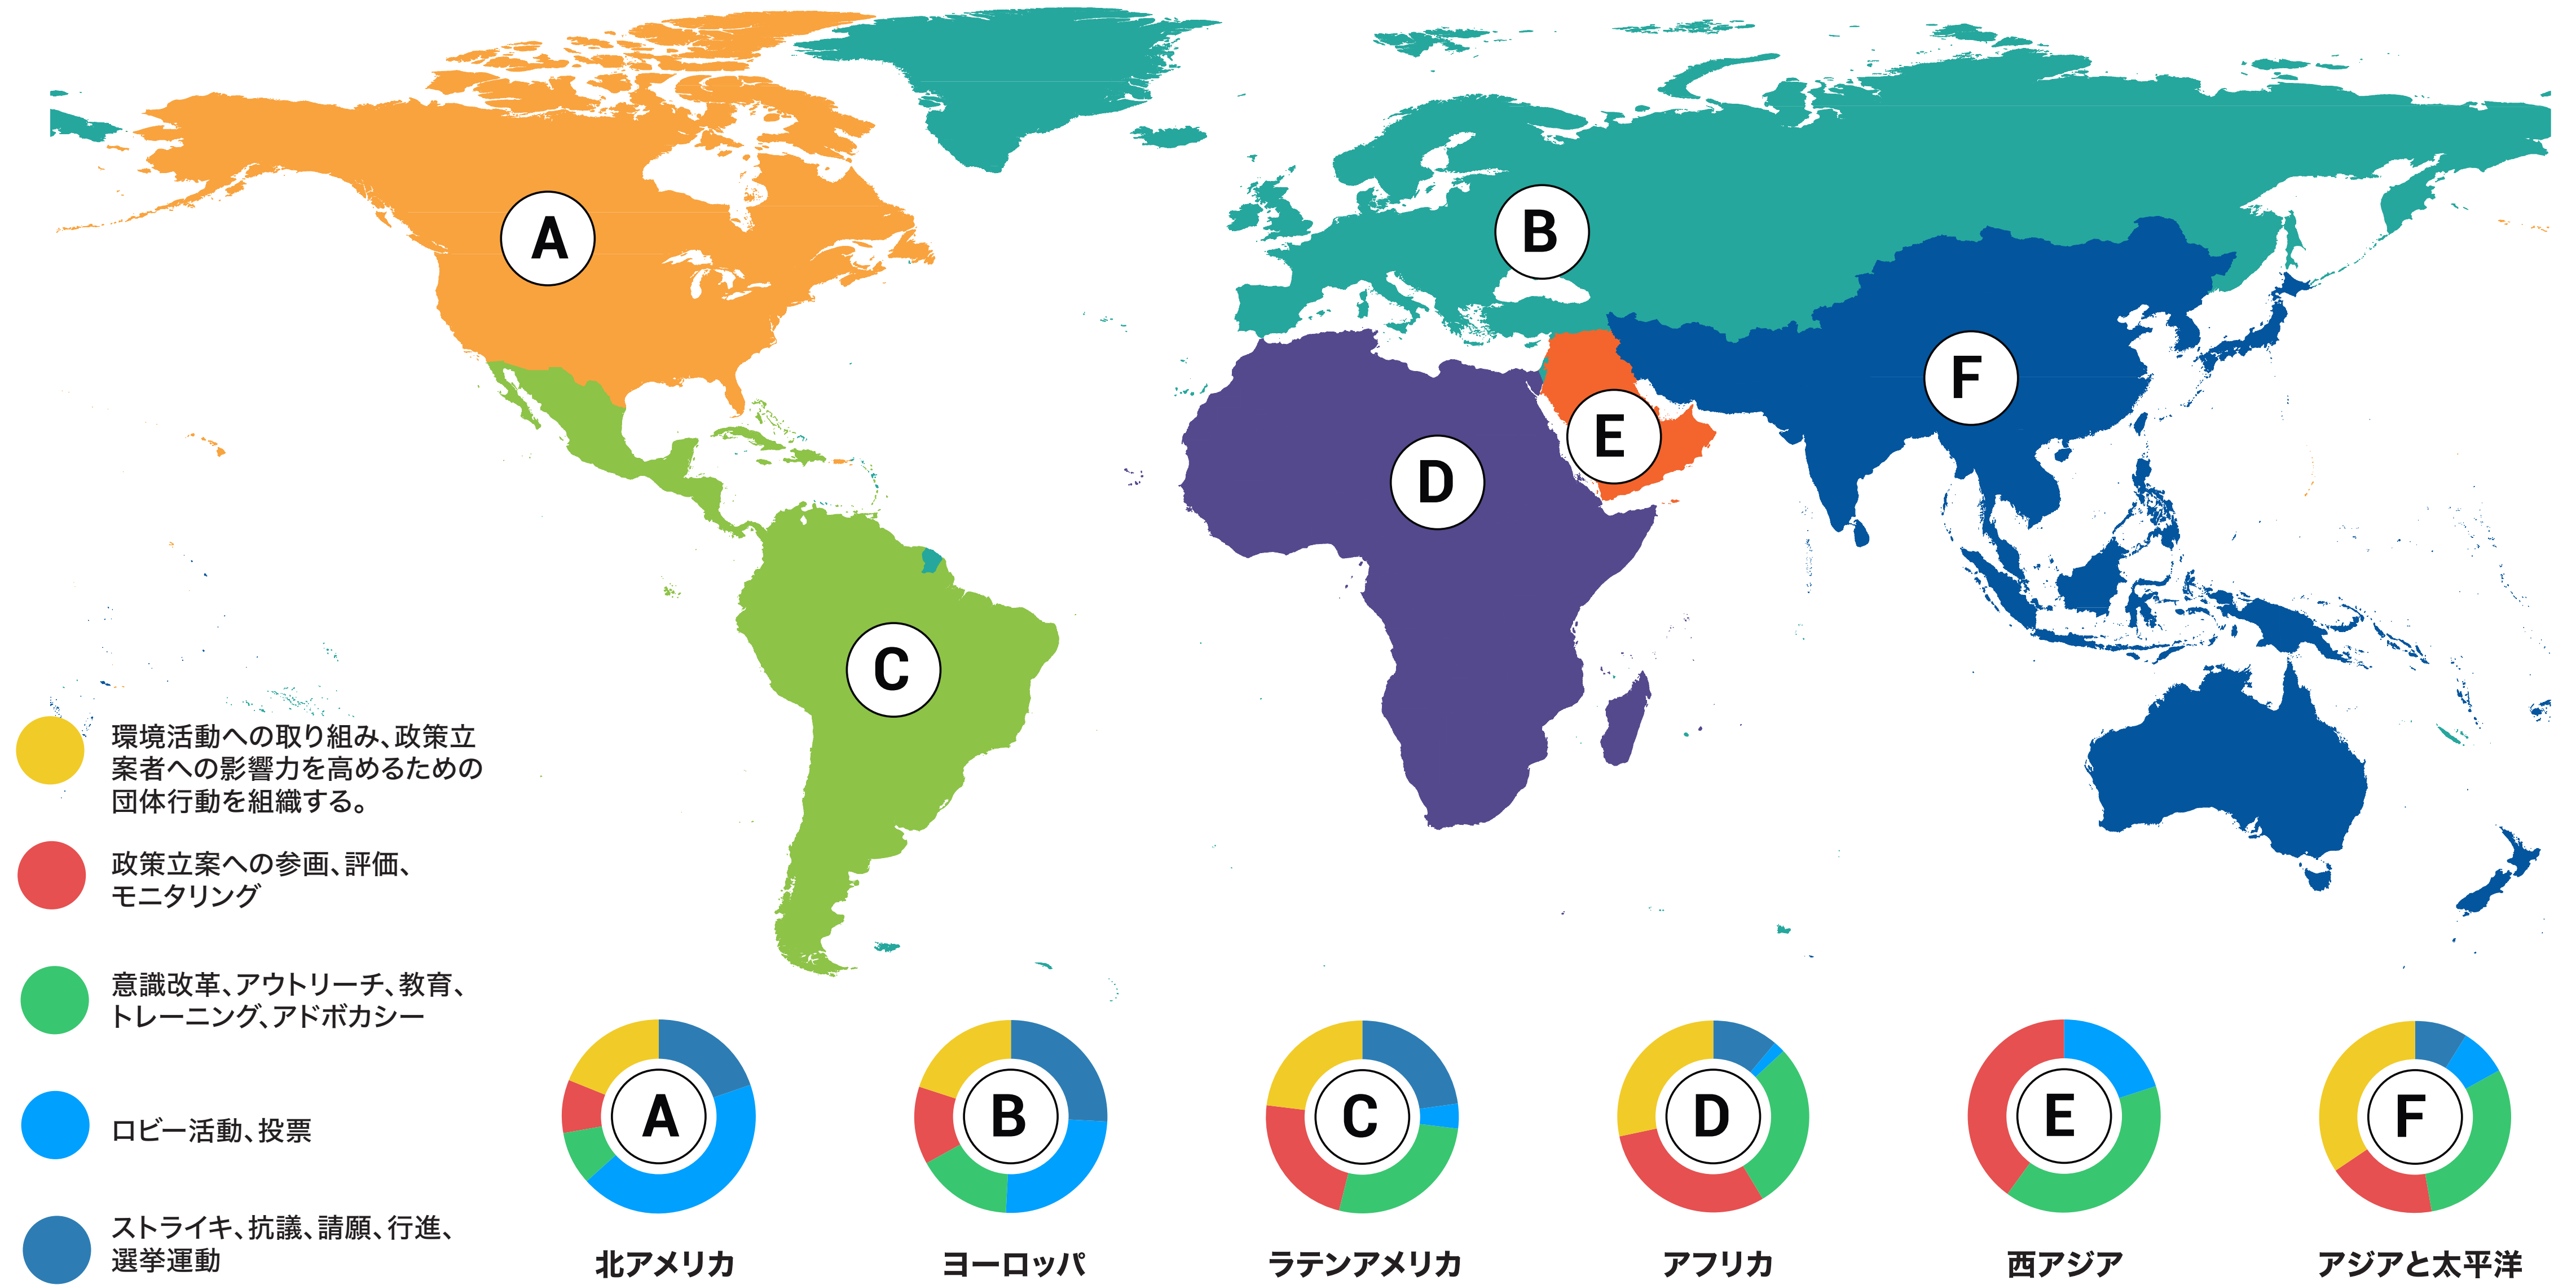 A
B
F
E
D
C
環境活動への取り組み、政策立
案者への影響力を高めるための
団体行動を組織する。
政策立案への参画、評価、
モニタリング
意識改革、アウトリーチ、教育、
トレーニング、アドボカシー
ロビー活動、投票
ストライキ、抗議、請願、行進、
選挙運動
A
B
C
D
E
F
北アメリカ
ヨーロッパ
ラテンアメリカ
アフリカ
西アジア
アジアと太平洋